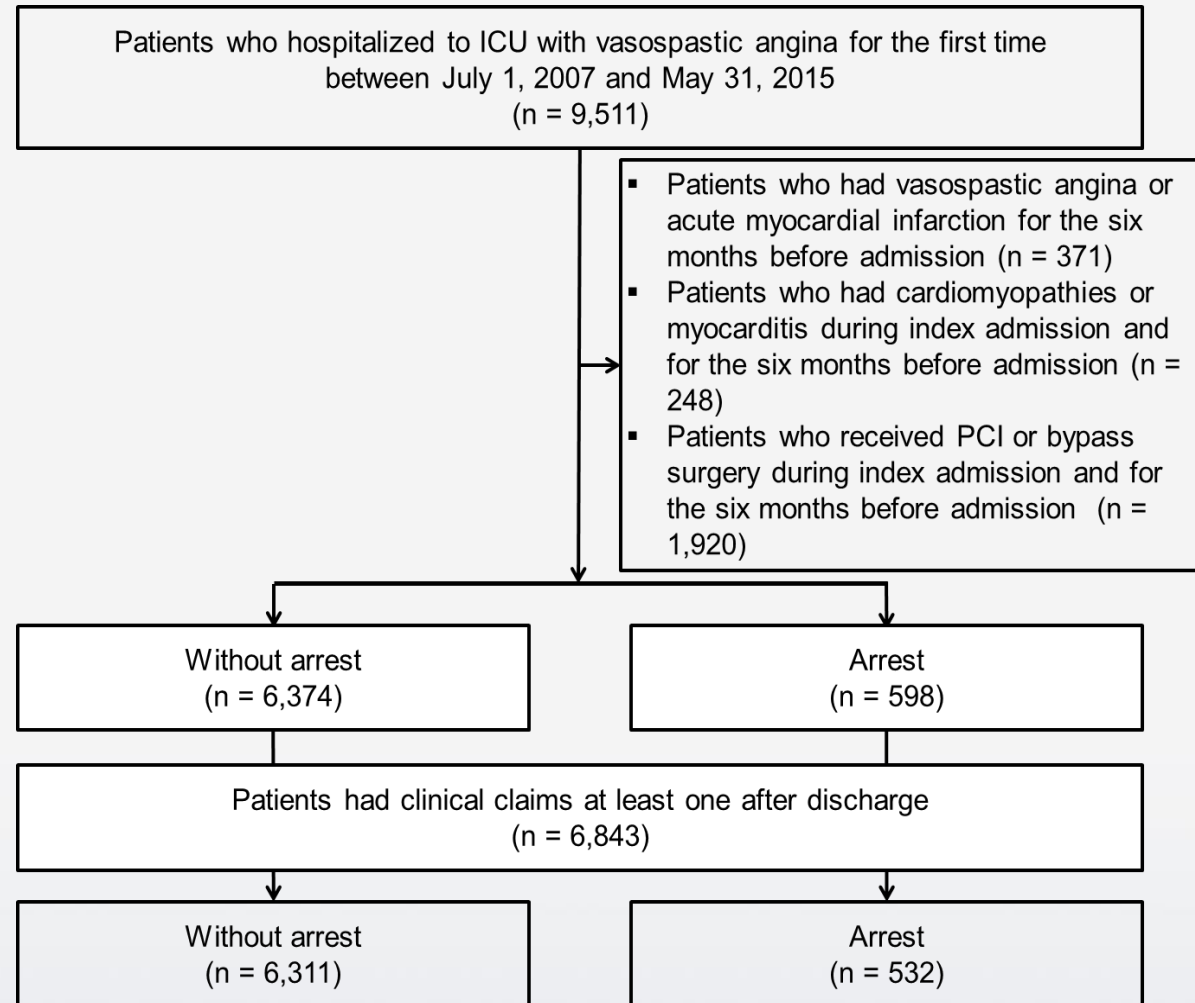 Patients who hospitalized to ICU with vasospastic angina for the first time
between July 1, 2007 and May 31, 2015
(n = 9,511)
▪ Patients who had vasospastic angina or
acute myocardial infarction for the six
months before admission (n = 371)
▪ Patients who had cardiomyopathies or
myocarditis during index admission and
for the six months before admission (n =
248)
▪ Patients who received PCI or bypass
surgery during index admission and for
the six months before admission (n =
1,920)
Without arrest
(n = 6,374)
Arrest
(n = 598)
Patients had clinical claims at least one after discharge
(n = 6,843)
Without arrest
(n = 6,311)
Arrest
(n = 532)